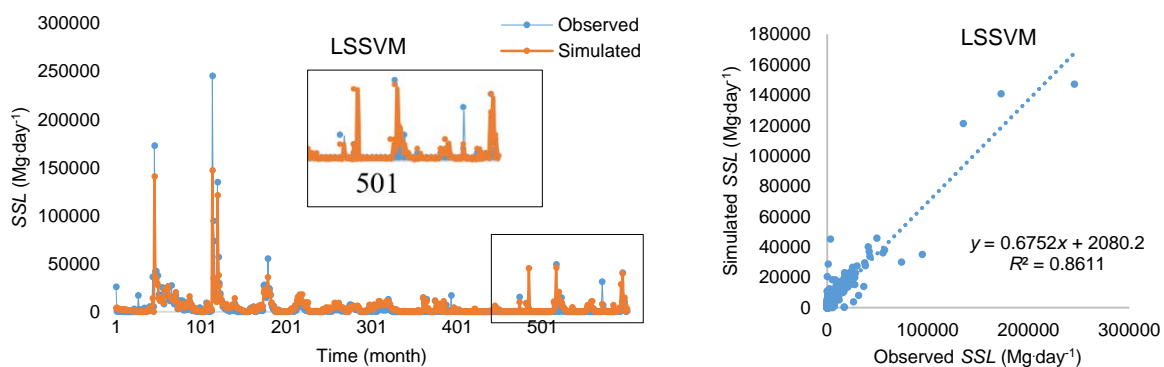 300000
250000
200000
150000
100000
50000
0
SSL (Mg·day⁻¹)
1
101
201
301
401
501
Time (month)
Observed
Simulated
LSSVM
501
180000
160000
140000
120000
100000
80000
60000
40000
20000
0
Simulated SSL (Mg·day⁻¹)
LSSVM
y = 0.6752x + 2080.2
R² = 0.8611
0
100000
200000
300000
Observed SSL (Mg·day⁻¹)